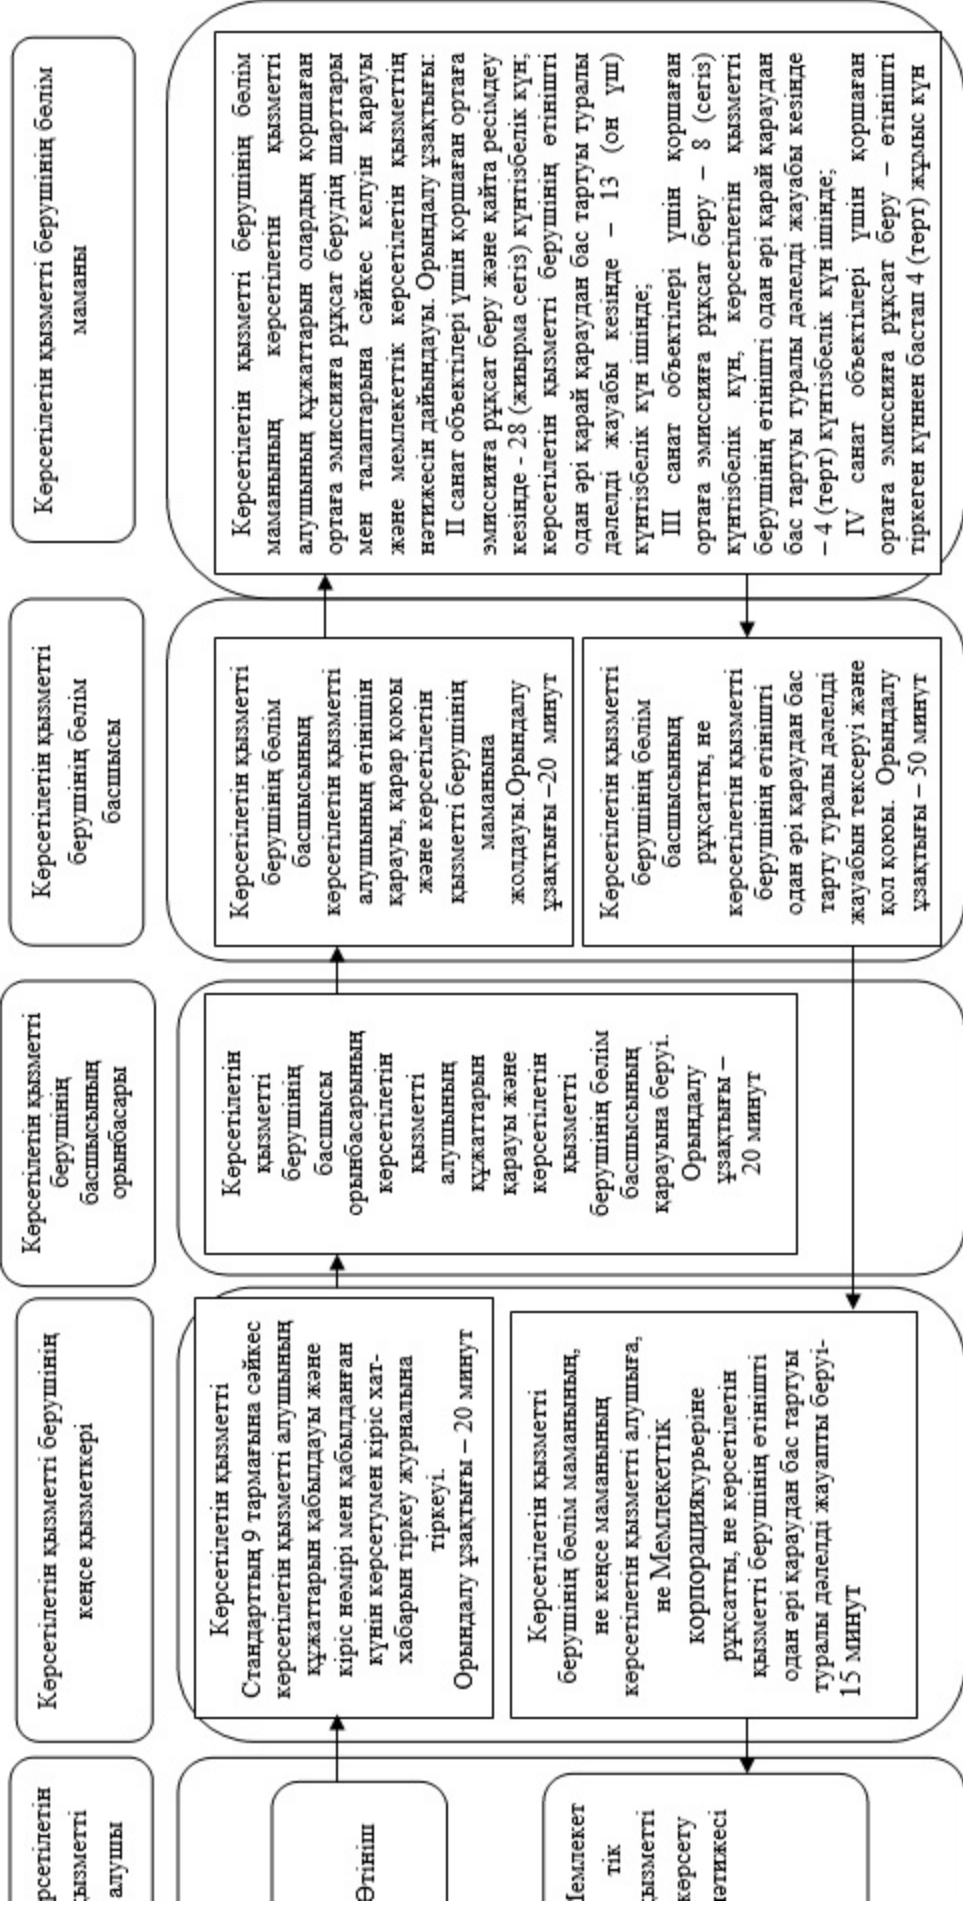 рсетілетін
қызметті
алушы
Көрсетілетін қызметті берушінің
кеңсе қызметкері
Көрсетілетін қызметті
берушінің
басшысының
орынбасары
Көрсетілетін қызметті
берушінің бөлім
басшысы
Көрсетілетін қызметті берушінің бөлім
маманы
Өтініш
Көрсетілетін қызметті
Стандарттың 9 тармағына сәйкес
көрсетілетін қызметті алушының
құжаттарын қабылдауы және
кіріс нөмірі мен қабылданған
күнін көрсетумен кіріс хат-
хабарын тіркеу журналына
тіркеуі.
Орындалу ұзақтығы – 20 минут
Көрсетілетін
қызметті
берушінің
басшысы
орынбасарының
көрсетілетін
қызметті
алушының
құжаттарын
қарауы және
көрсетілетін
қызметті
берушінің бөлім
басшысының
қарауына беруі.
Орындалу
ұзақтығы –
20 минут
Көрсетілетін қызметті
берушінің бөлім
басшысының
көрсетілетін қызметті
алушының өтінішін
қарауы, қарар қоюы
және көрсетілетін
қызметті берушінің
маманына
жолдауы.Орындалу
ұзақтығы –20 минут
Көрсетілетін қызметті берушінің бөлім
маманының көрсетілетін қызметті
алушының құжаттарын олардың қоршаған
ортаға эмиссияға рұқсат берудің шарттары
мен талаптарына сәйкес келуін қарауы
және мемлекеттік көрсетілетін қызметтің
нәтижесін дайындауы. Орындалу ұзақтығы:
II санат объектілері үшін қоршаған ортаға
эмиссияға рұқсат беру және қайта ресімдеу
кезінде - 28 (жиырма сегіз) күнтізбелік күн,
көрсетілетін қызметті берушінің өтінішті
одан әрі қарай қараудан бас тартуы туралы
дәлелді жауабы кезінде – 13 (он үш)
күнтізбелік күн ішінде;
III санат объектілері үшін қоршаған
ортаға эмиссияға рұқсат беру – 8 (сегіз)
күнтізбелік күн, көрсетілетін қызметті
берушінің өтінішті одан әрі қарай қараудан
бас тартуы туралы дәлелді жауабы кезінде
– 4 (төрт) күнтізбелік күн ішінде;
IV санат объектілері үшін қоршаған
ортаға эмиссияға рұқсат беру – өтінішті
тіркеген күннен бастап 4 (төрт) жұмыс күн
Көрсетілетін қызметті
берушінің бөлім
басшысының
рұқсатты, не
көрсетілетін қызметті
берушінің өтінішті
одан әрі қараудан бас
тарту туралы дәлелді
жауабын тексеруі және
қол қоюы. Орындалу
ұзақтығы – 50 минут
Көрсетілетін қызметті
берушінің бөлім маманының,
не кеңсе маманының
көрсетілетін қызметті алушыға,
не Мемлекеттік
корпорациякурьеріне
рұқсатты, не көрсетілетін
қызметті берушінің өтінішті
одан әрі қараудан бас тартуы
туралы дәлелді жауапты беруі-
15 минут
Мемлекет
тік
қызметті
көрсету
нәтижесі